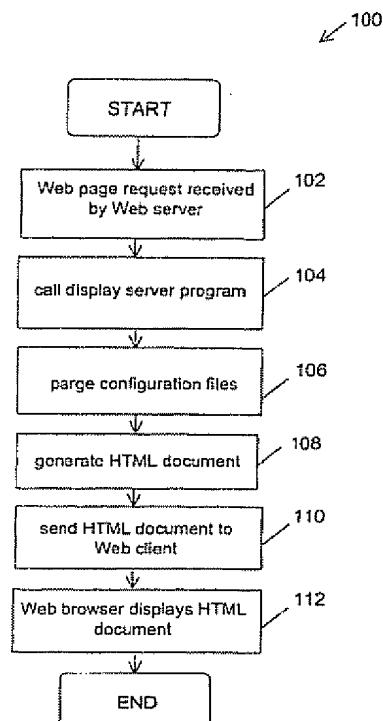 100
START
Web page request received
by Web server
102
call display server program
104
parge configuration files
106
generate HTML document
108
send HTML document to
Web client
110
Web browser displays HTML
document
112
END